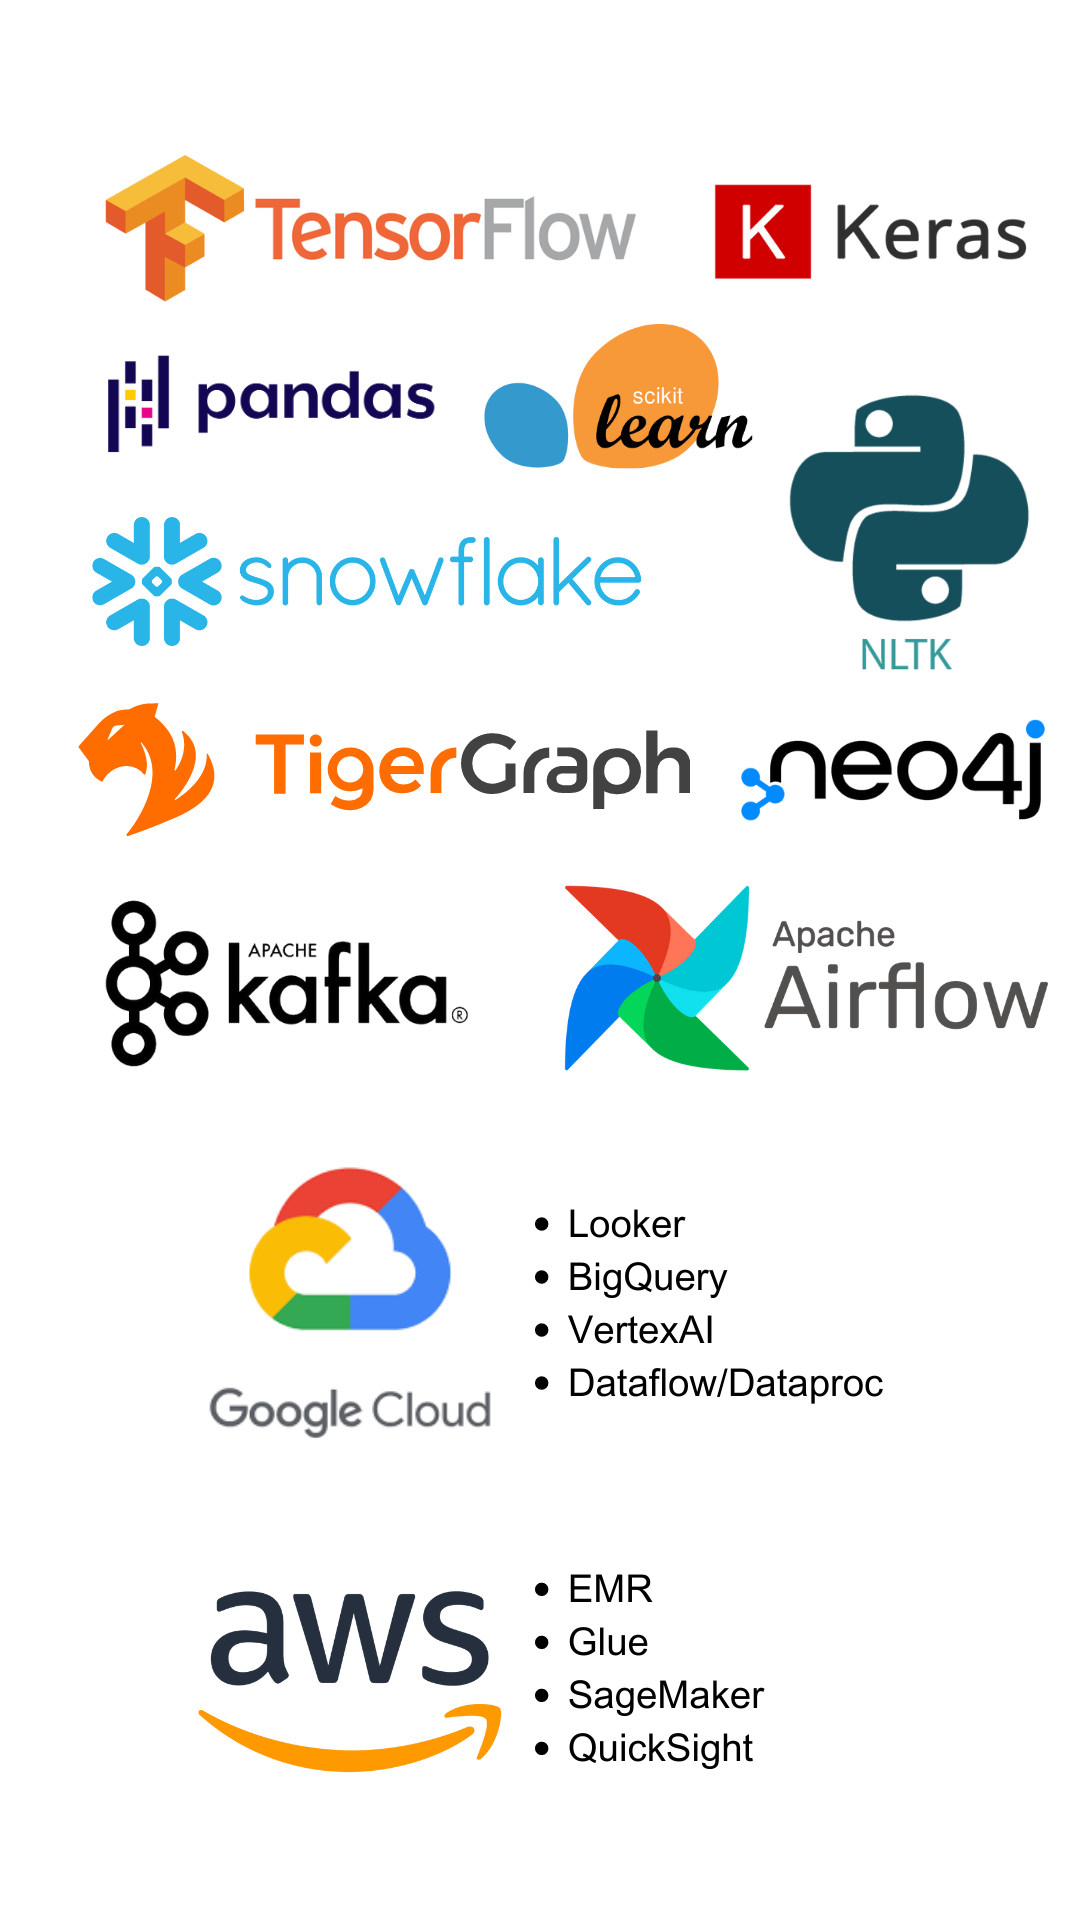 TensorFlow
K Keras
pandas
scikit
learn
snowflake
NLTK
TigerGraph
neo4j
APACHE
kafka®
Apache
Airflow
Google Cloud
• Looker
• BigQuery
• VertexAI
• Dataflow/Dataproc
aws
• EMR
• Glue
• SageMaker
• QuickSight